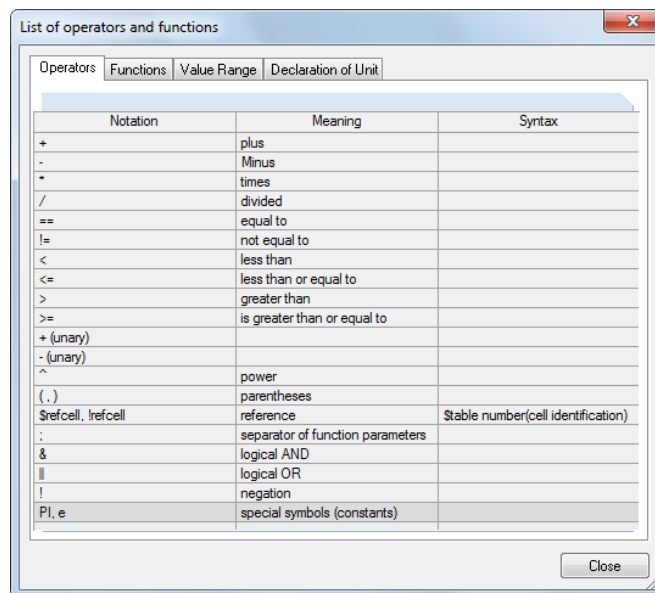 List of operators and functions
x
Operators Functions Value Range Declaration of Unit
Notation Meaning Syntax
+ plus
- Minus
* times
/ divided
== equal to
!= not equal to
< less than
<= less than or equal to
> greater than
>= is greater than or equal to
+ (unary)
- (unary)
^ power
( , ) parentheses
$refcell, !refcell reference $table number(cell identification)
; separator of function parameters
& logical AND
|| logical OR
! negation
PI, e special symbols (constants)
Close